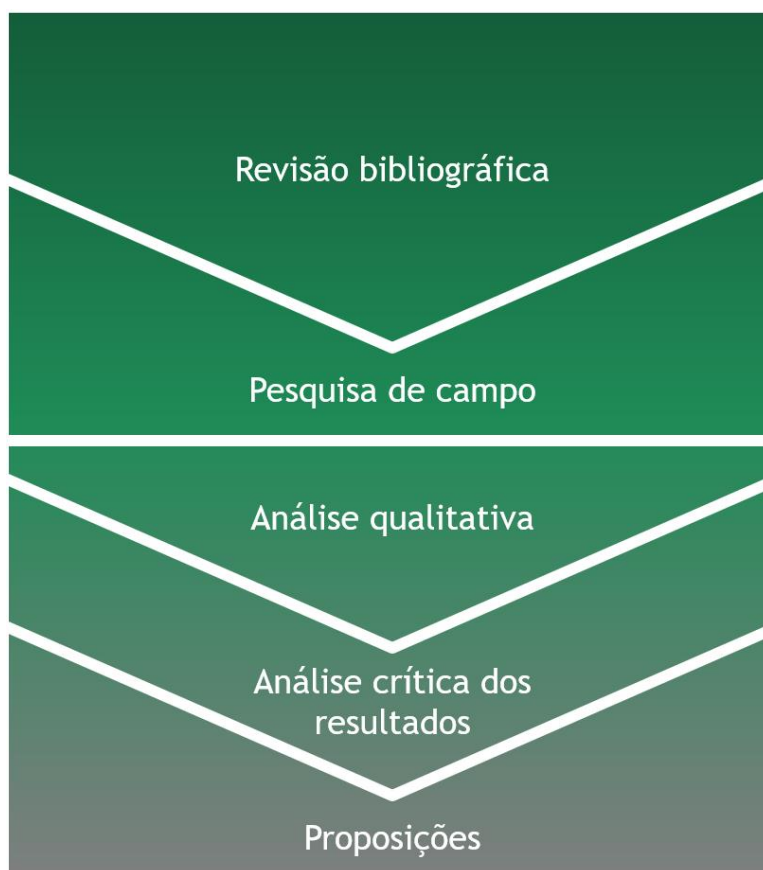 Revisão bibliográfica
Pesquisa de campo
Análise qualitativa
Análise crítica dos
resultados
Proposições